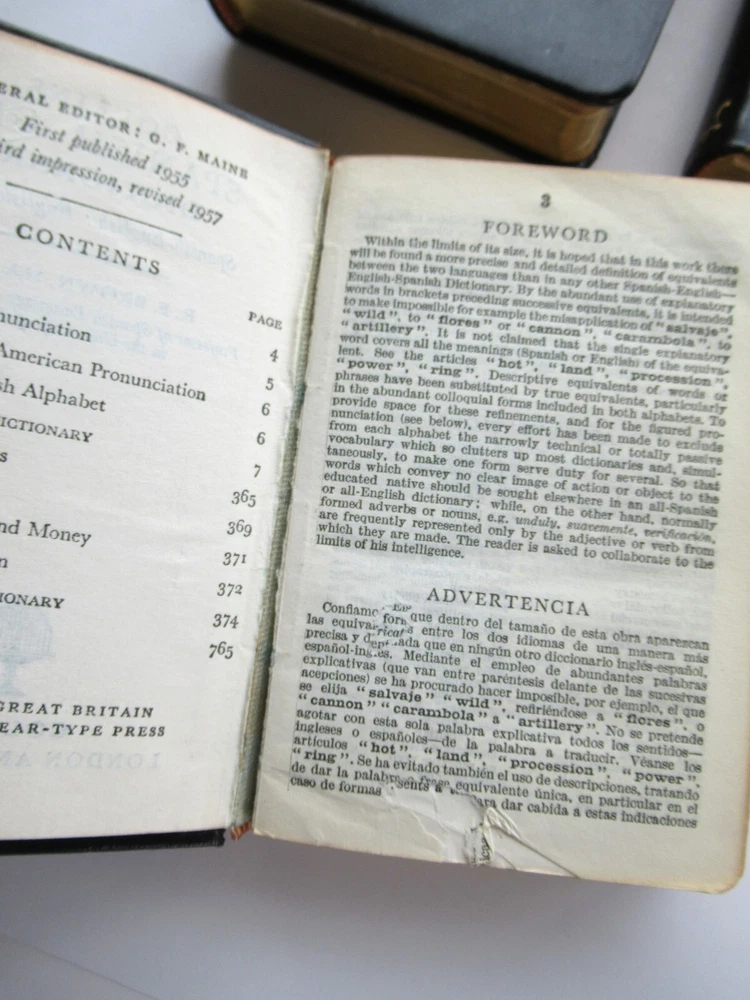 ERAL EDITOR: G. F. MAINE
First published 1955
ird impression, revised 1957
CONTENTS
PAGE
nunciation 4
American Pronunciation 5
sh Alphabet 6
ICTIONARY 6
s 7
365
nd Money 369
n 371
372
IONARY 374
765
GREAT BRITAIN
EAR-TYPE PRESS
LONDON AN
3
FOREWORD
Within the limits of its size, it is hoped that in this work there
will be found a more precise and detailed definition of equivalents
between the two languages than in any other Spanish-English—
English-Spanish Dictionary. By the abundant use of explanatory
words in brackets preceding successive equivalents, it is intended
to make impossible for example the misapplication of "salvaje",
"wild", to "flores" or "cannon", "carambola", to
"artillery". It is not claimed that the single explanatory
word covers all the meanings (Spanish or English) of the equiva-
lent. See the articles "hot", "land", "procession",
"power", "ring". Descriptive equivalents of words or
phrases have been substituted by true equivalents, particularly
in the abundant colloquial forms included in both alphabets. To
provide space for these refinements, and for the figured pro-
nunciation (see below), every effort has been made to exclude
from each alphabet the narrowly technical or totally passive
vocabulary which so clutters up most dictionaries and, simul-
taneously, to make one form serve duty for several. So that
words which convey no clear image of action or object to the
educated native should be sought elsewhere in an all-Spanish
or all-English dictionary; while, on the other hand, normally
formed adverbs or nouns, e.g. unduly, suavemente, verificación,
are frequently represented only by the adjective or verb from
which they are made. The reader is asked to collaborate to the
limits of his intelligence.
ADVERTENCIA
Confiamo que dentro del tamaño de esta obra aparescan
las equiva entre los dos idiomas de una manera más
precisa y d ada que en ningún otro diccionario inglés-español,
español-inglés. Mediante el empleo de abundantes palabras
explicativas (que van entre paréntesis delante de las sucesivas
acepciones) se ha procurado hacer imposible, por ejemplo, el que
se elija "salvaje" "wild", refiriéndose a "flores", o
"cannon" "carambola" a "artillery". No se pretende
agotar con esta sola palabra explicativa todos los sentidos—
ingleses o españoles—de la palabra a traducir. Véanse los
artículos "hot", "land", "procession", "power",
"ring". Se ha evitado también el uso de descripciones, tratando
de dar la palabra o frase equivalente única, en particular en el
caso de formas para dar cabida a estas indicaciones